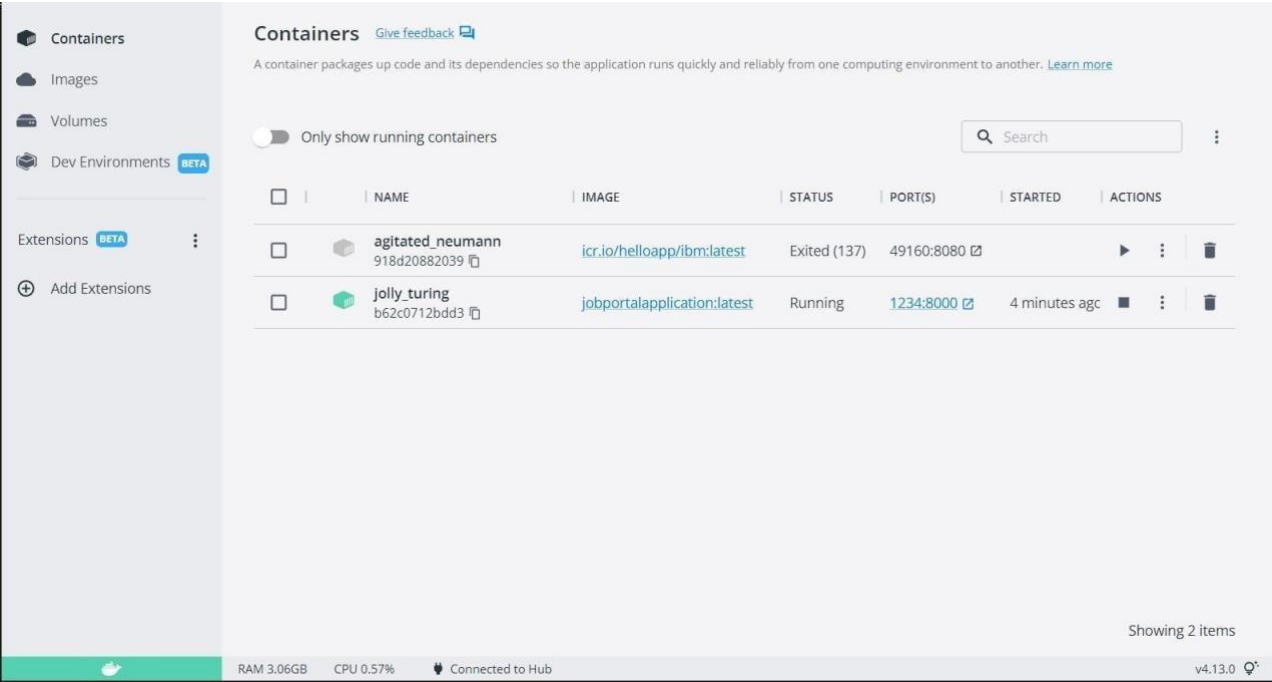 Containers
Images
Volumes
Dev Environments BETA
Extensions BETA
Add Extensions
Containers Give feedback
A container packages up code and its dependencies so the application runs quickly and reliably from one computing environment to another. Learn more
Only show running containers
Search
NAME IMAGE STATUS PORT(S) STARTED ACTIONS
agitated_neumann
918d20882039
icr.io/helloapp/ibm:latest Exited (137) 49160:8080
jolly_turing
b62c0712bdd3
jobportalapplication:latest Running 1234:8000 4 minutes agc
Showing 2 items
RAM 3.06GB CPU 0.57% Connected to Hub v4.13.0